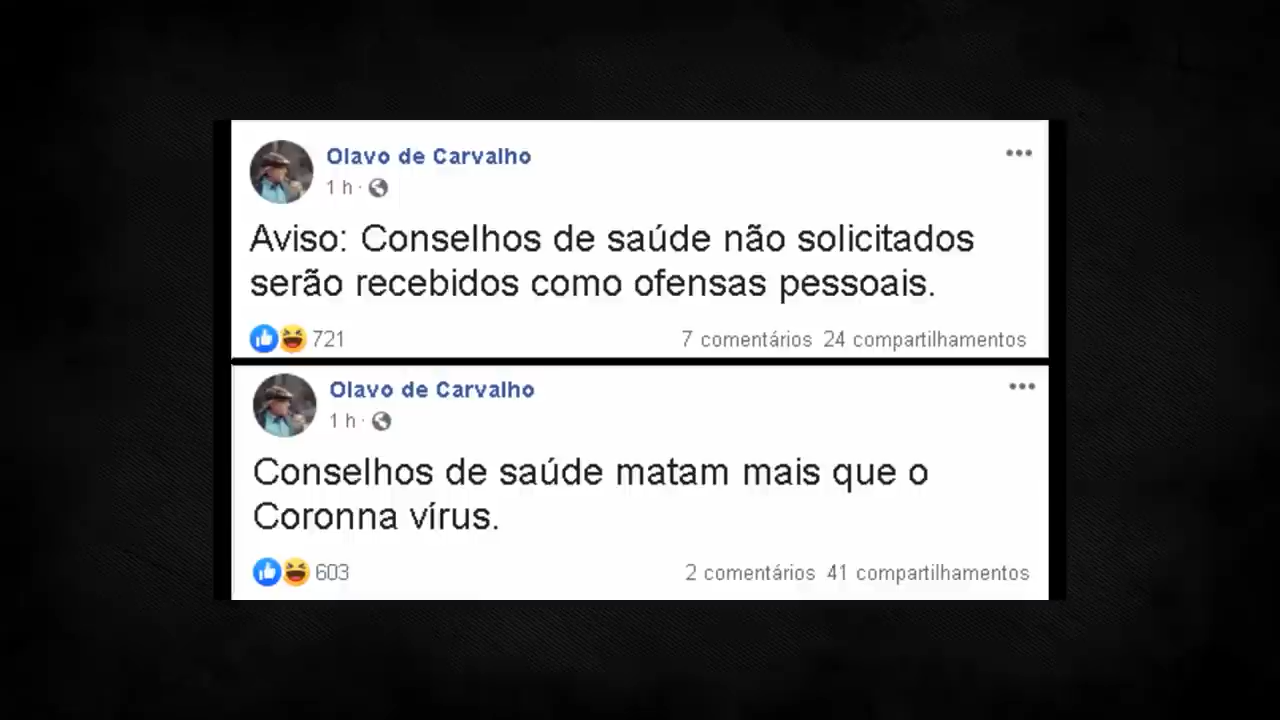 Olavo de Carvalho
1 h ·
Aviso: Conselhos de saúde não solicitados
serão recebidos como ofensas pessoais.
721 7 comentários 24 compartilhamentos
Olavo de Carvalho
1 h ·
Conselhos de saúde matam mais que o
Coronna vírus.
603 2 comentários 41 compartilhamentos